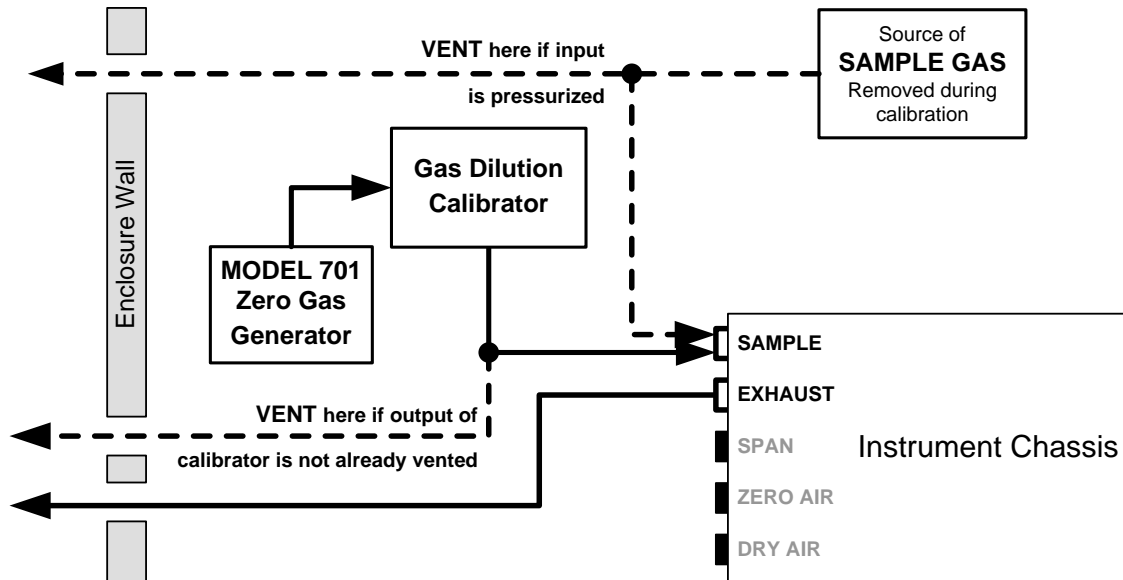 VENT here if input
is pressurized
Source of
SAMPLE GAS
Removed during
calibration
Enclosure Wall
Gas Dilution
Calibrator
MODEL 701
Zero Gas
Generator
VENT here if output of
calibrator is not already vented
SAMPLE
EXHAUST
SPAN
ZERO AIR
DRY AIR
Instrument Chassis